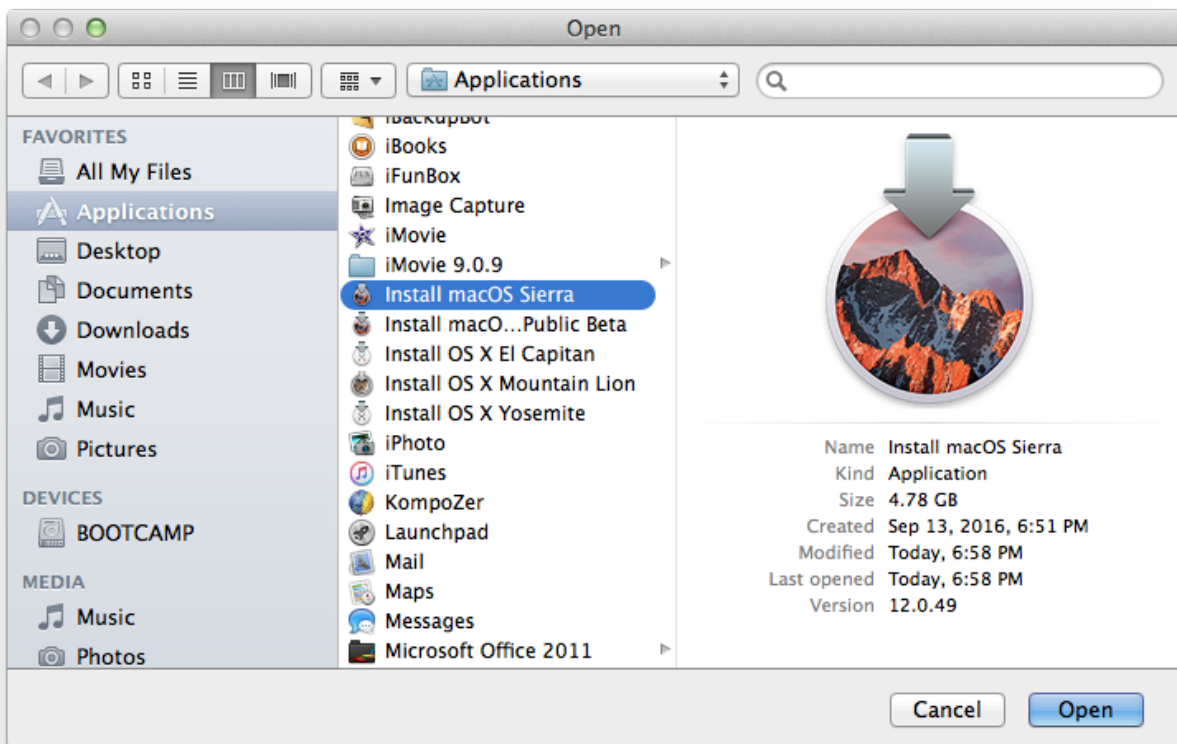 Open
Applications
FAVORITES
All My Files
Applications
Desktop
Documents
Downloads
Movies
Music
Pictures
DEVICES
BOOTCAMP
MEDIA
Music
Photos
iBackupBot
iBooks
iFunBox
Image Capture
iMovie
iMovie 9.0.9
Install macOS Sierra
Install macO...Public Beta
Install OS X El Capitan
Install OS X Mountain Lion
Install OS X Yosemite
iPhoto
iTunes
KompoZer
Launchpad
Mail
Maps
Messages
Microsoft Office 2011
Name Install macOS Sierra
Kind Application
Size 4.78 GB
Created Sep 13, 2016, 6:51 PM
Modified Today, 6:58 PM
Last opened Today, 6:58 PM
Version 12.0.49
Cancel
Open